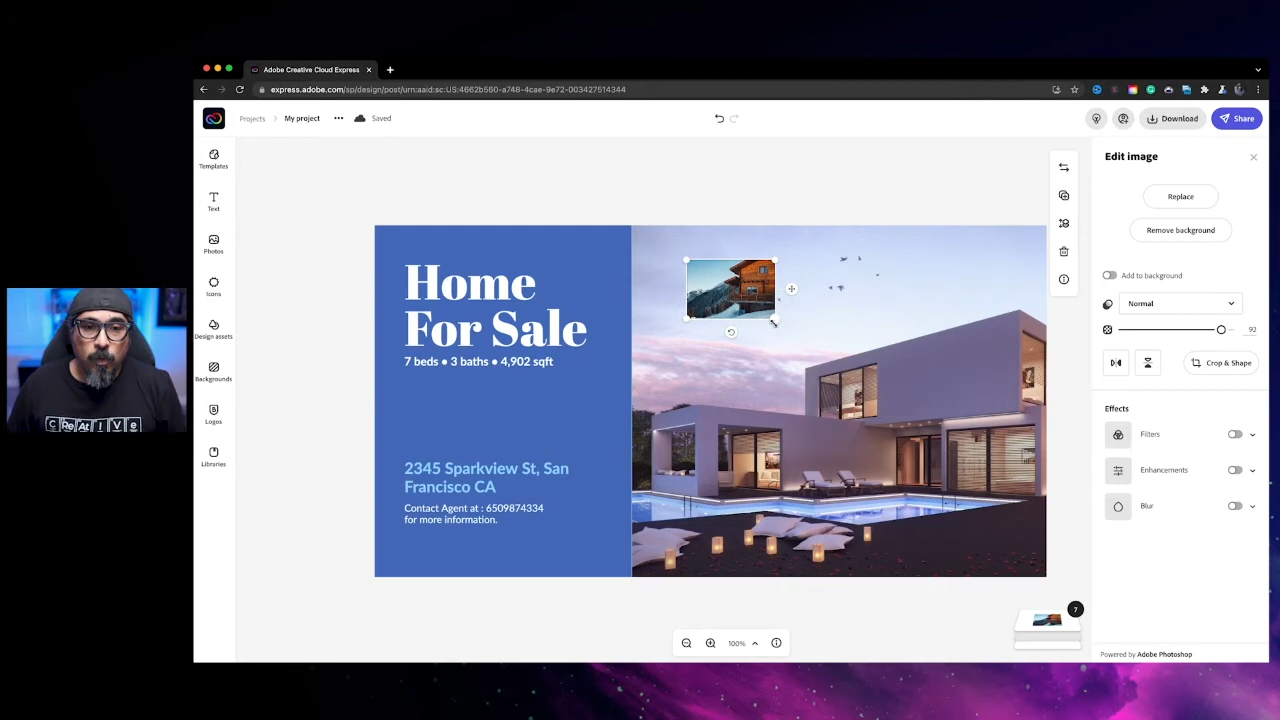 Adobe Creative Cloud Express
express.adobe.com/sp/design/post/urn:aaid:sc:US:4662b560-a748-4cae-9e72-003427514344
Projects
My project
Saved
Download
Share
Templates
Text
Photos
Icons
Design assets
Backgrounds
Logos
Libraries
Home
For Sale
7 beds • 3 baths • 4,902 sqft
2345 Sparkview St, San
Francisco CA
Contact Agent at : 6509874334
for more information.
Edit image
Replace
Remove background
Add to background
Normal
92
Crop & Shape
Effects
Filters
Enhancements
Blur
7
100%
Powered by Adobe Photoshop
CReAtIVe